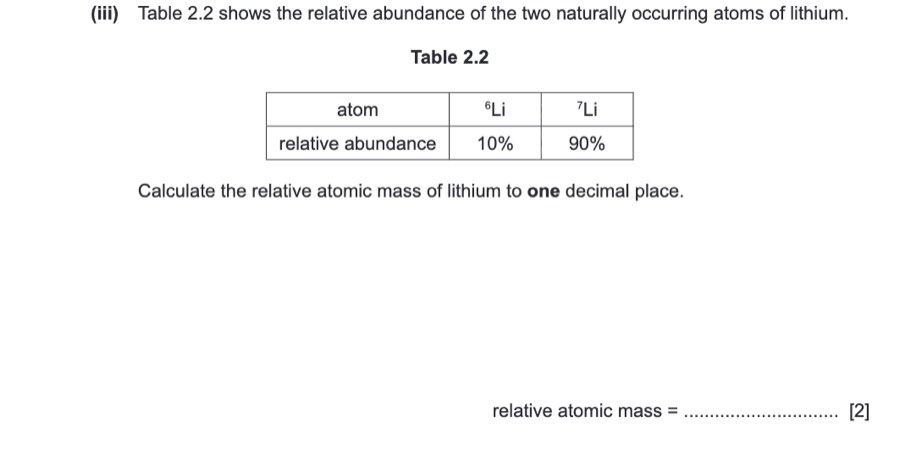 (iii) Table 2.2 shows the relative abundance of the two naturally occurring atoms of lithium.
Table 2.2
atom ⁶Li ⁷Li
relative abundance 10% 90%
Calculate the relative atomic mass of lithium to one decimal place.
relative atomic mass = .............................. [2]